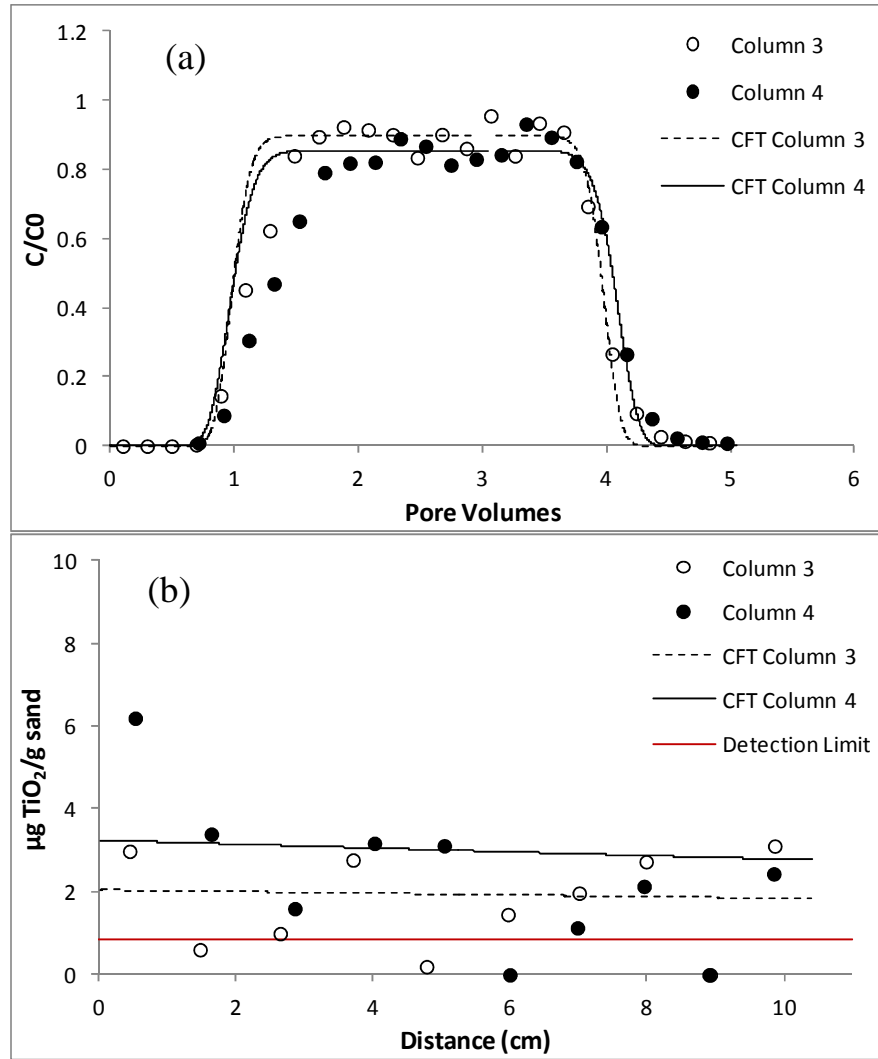 (a)
Column 3
Column 4
CFT Column 3
CFT Column 4
1.2
1
0.8
0.6
0.4
0.2
0
C/C0
0 1 2 3 4 5 6
Pore Volumes
(b)
Column 3
Column 4
CFT Column 3
CFT Column 4
Detection Limit
10
8
6
4
2
0
µg TiO₂/g sand
0 2 4 6 8 10
Distance (cm)